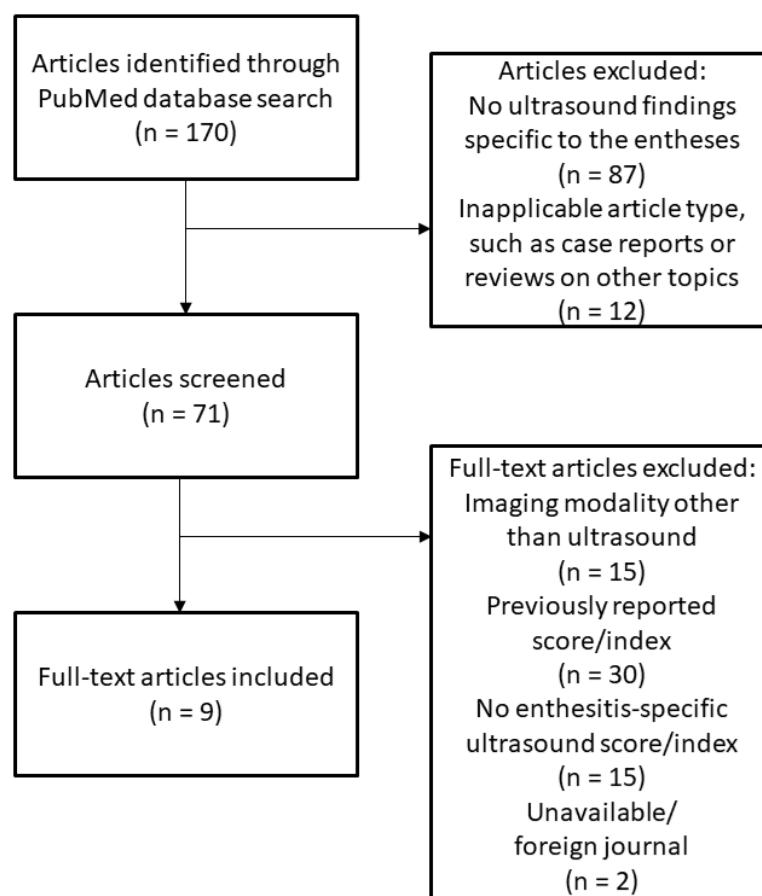 Articles identified through
PubMed database search
(n = 170)
Articles excluded:
No ultrasound findings
specific to the entheses
(n = 87)
Inapplicable article type,
such as case reports or
reviews on other topics
(n = 12)
Articles screened
(n = 71)
Full-text articles excluded:
Imaging modality other
than ultrasound
(n = 15)
Previously reported
score/index
(n = 30)
No enthesitis-specific
ultrasound score/index
(n = 15)
Unavailable/
foreign journal
(n = 2)
Full-text articles included
(n = 9)